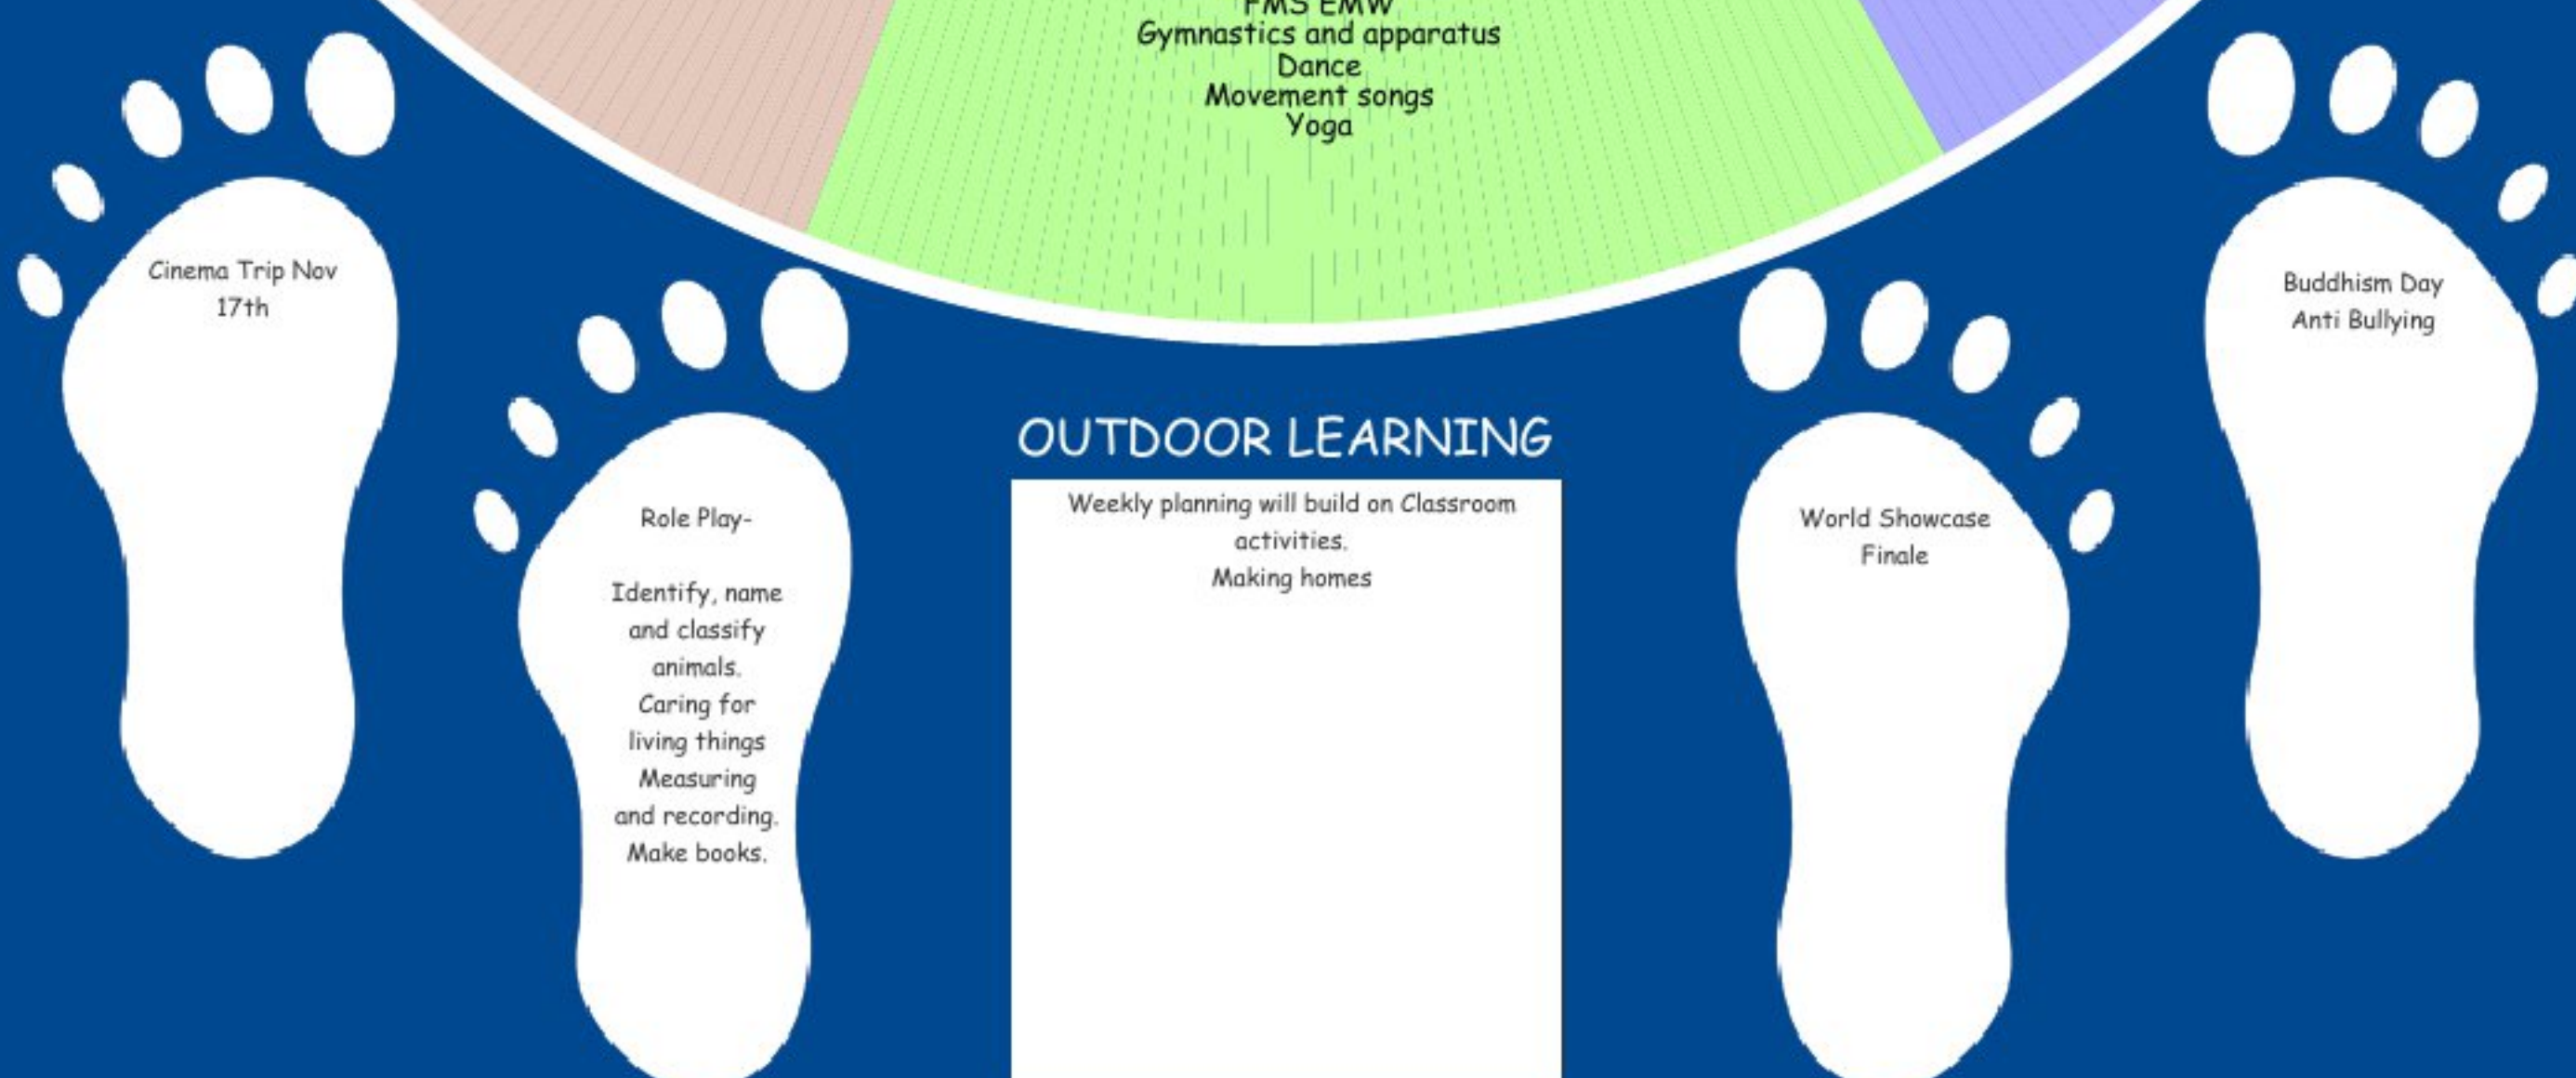 FMS EMW
Gymnastics and apparatus
Dance
Movement songs
Yoga
Cinema Trip Nov
17th
Role Play-
Identify, name
and classify
animals.
Caring for
living things
Measuring
and recording.
Make books.
OUTDOOR LEARNING
Weekly planning will build on Classroom
activities.
Making homes
World Showcase
Finale
Buddhism Day
Anti Bullying